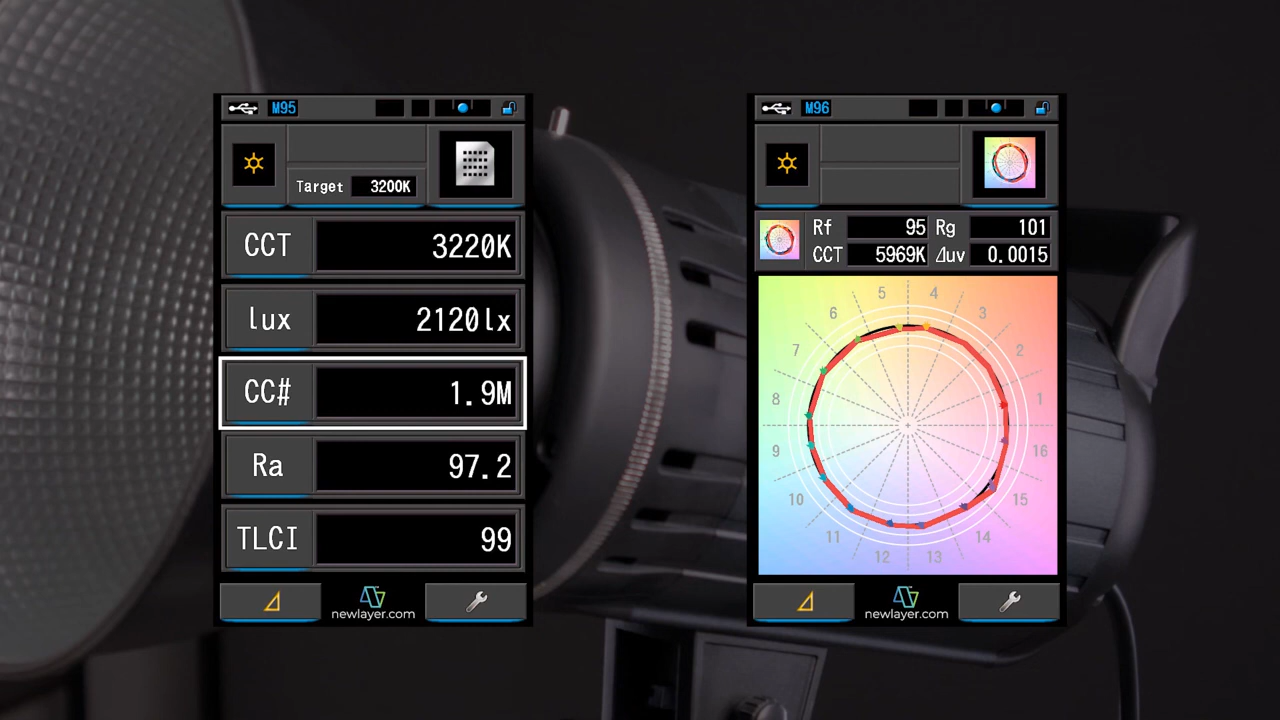 M95
Target 3200K
CCT 3220K
lux 2120lx
CC# 1.9M
Ra 97.2
TLCI 99
newlayer.com
M96
Rf 95 Rg 101
CCT 5969K Δuv 0.0015
5 4
6 3
7 2
8 1
9 16
10 15
11 14
12 13
newlayer.com